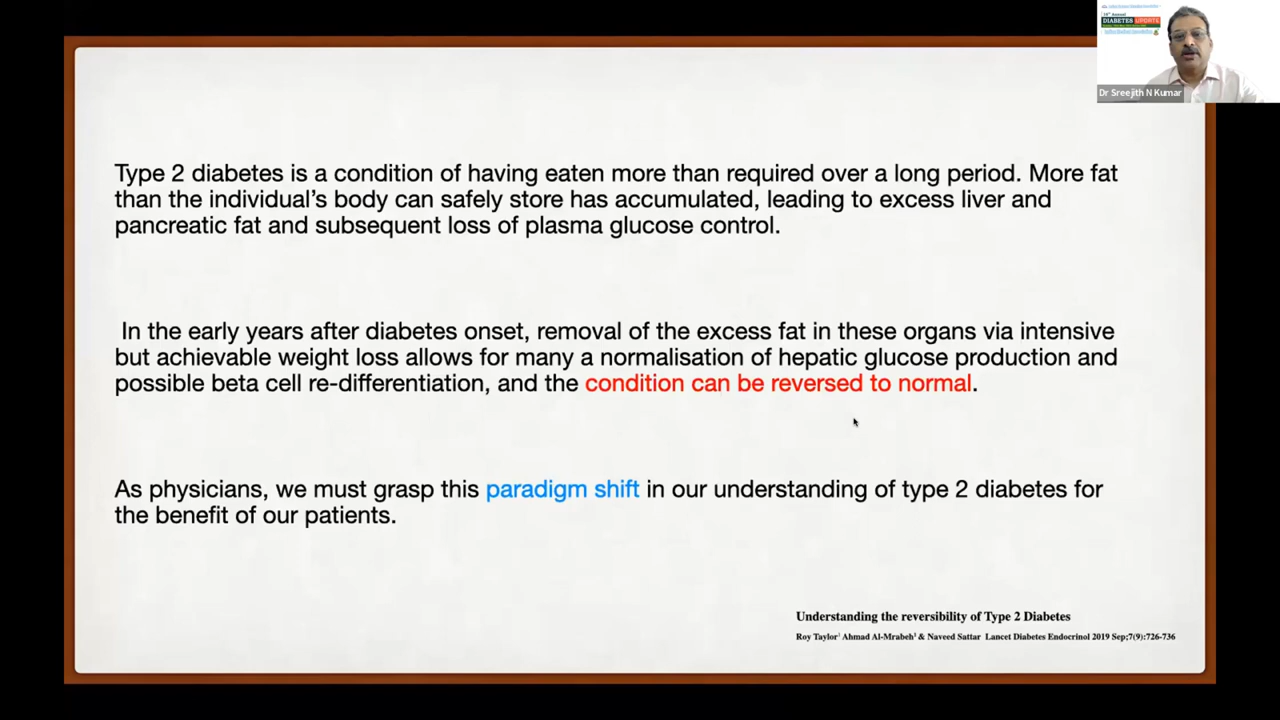 DIABETES UPDATE
Dr Sreejith N Kumar
Type 2 diabetes is a condition of having eaten more than required over a long period. More fat
than the individual’s body can safely store has accumulated, leading to excess liver and
pancreatic fat and subsequent loss of plasma glucose control.
In the early years after diabetes onset, removal of the excess fat in these organs via intensive
but achievable weight loss allows for many a normalisation of hepatic glucose production and
possible beta cell re-differentiation, and the condition can be reversed to normal.
As physicians, we must grasp this paradigm shift in our understanding of type 2 diabetes for
the benefit of our patients.
Understanding the reversibility of Type 2 Diabetes
Roy Taylor¹ Ahmad Al-Mrabeh¹ & Naveed Sattar Lancet Diabetes Endocrinol 2019 Sep;7(9):726-736